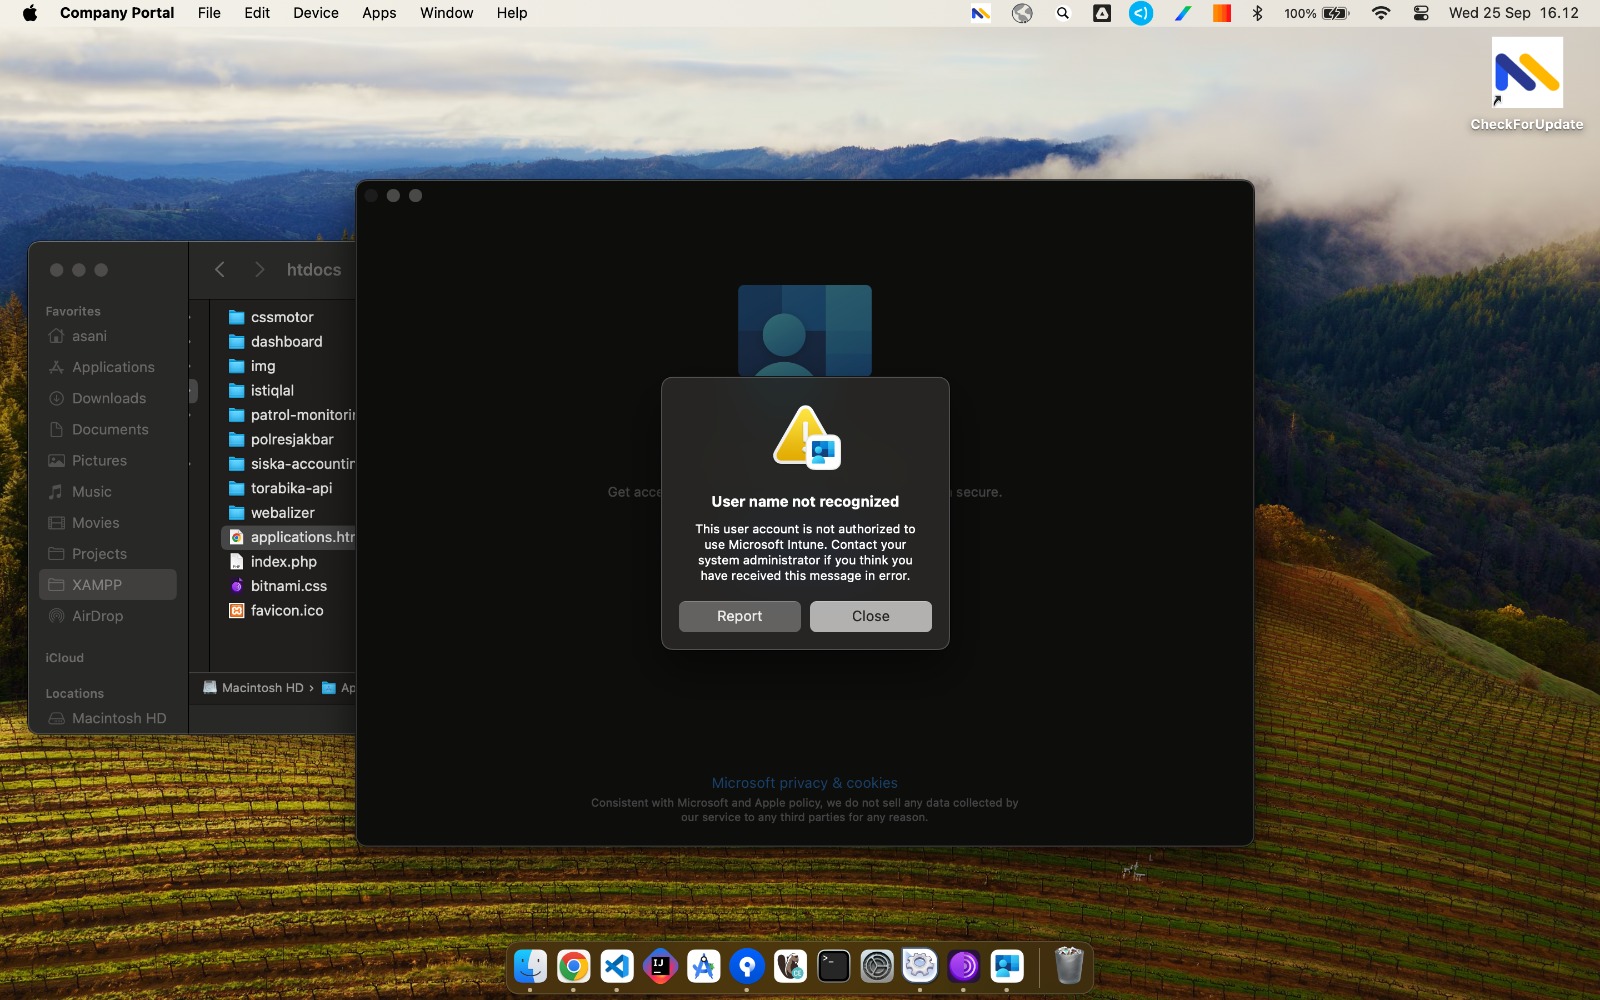 Company Portal File Edit Device Apps Window Help
100% Wed 25 Sep 16.12
CheckForUpdate
htdocs
Favorites
asani
Applications
Downloads
Documents
Pictures
Music
Movies
Projects
XAMPP
AirDrop
iCloud
Locations
Macintosh HD
cssmotor
dashboard
img
istiqlal
patrol-monitorin
polresjakbar
siska-accountin
torabika-api
webalizer
applications.htm
index.php
bitnami.css
favicon.ico
Macintosh HD › Ap
Get acce
secure.
User name not recognized
This user account is not authorized to
use Microsoft Intune. Contact your
system administrator if you think you
have received this message in error.
Report Close
Microsoft privacy & cookies
Consistent with Microsoft and Apple policy, we do not sell any data collected by
our service to any third parties for any reason.